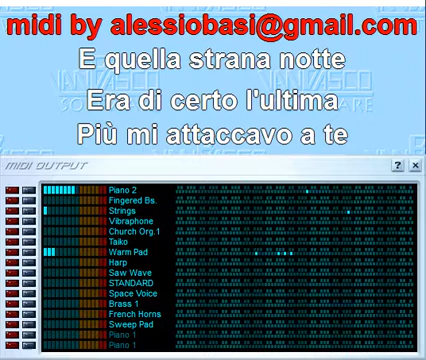 midi by alessiobasi@gmail.com
E quella strana notte
Era di certo l'ultima
Più mi attaccavo a te
MIDI OUTPUT
Piano 2
Fingered Bs.
Strings
Vibraphone
Church Org.1
Taiko
Warm Pad
Harp
Saw Wave
STANDARD
Space Voice
Brass 1
French Horns
Sweep Pad
Piano 1
Piano 1